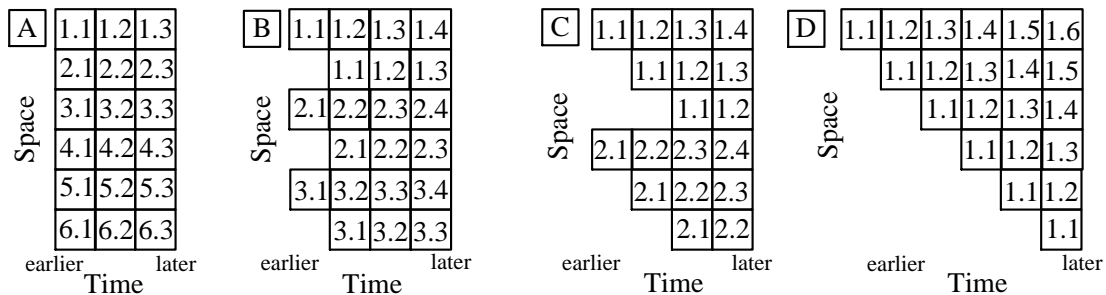 A 1.1 1.2 1.3
2.1 2.2 2.3
3.1 3.2 3.3
4.1 4.2 4.3
5.1 5.2 5.3
6.1 6.2 6.3
Space
earlier later
Time
B 1.1 1.2 1.3 1.4
1.1 1.2 1.3
2.1 2.2 2.3 2.4
2.1 2.2 2.3
3.1 3.2 3.3 3.4
3.1 3.2 3.3
Space
earlier later
Time
C 1.1 1.2 1.3 1.4
1.1 1.2 1.3
1.1 1.2
2.1 2.2 2.3 2.4
2.1 2.2 2.3
2.1 2.2
Space
earlier later
Time
D 1.1 1.2 1.3 1.4 1.5 1.6
1.1 1.2 1.3 1.4 1.5
1.1 1.2 1.3 1.4
1.1 1.2 1.3
1.1 1.2
1.1
Space
earlier later
Time